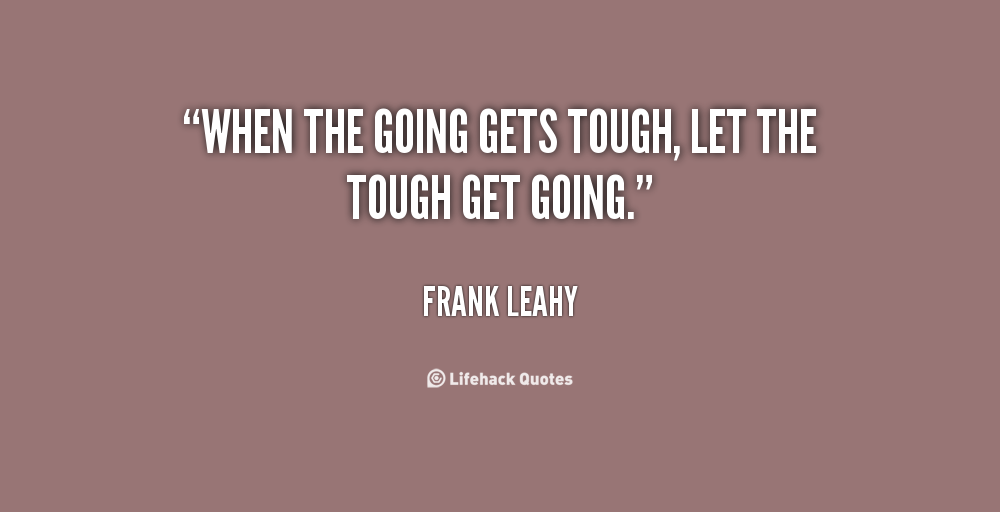 “WHEN THE GOING GETS TOUGH, LET THE
TOUGH GET GOING.”
FRANK LEAHY
Lifehack Quotes